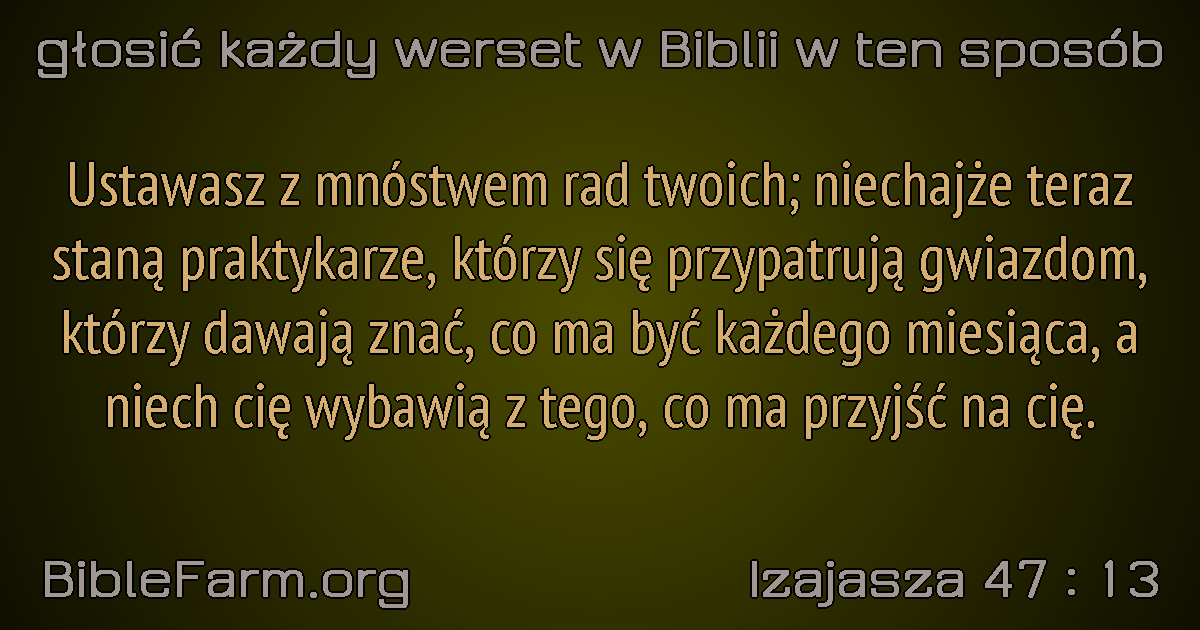 głosić każdy werset w Biblii w ten sposób
Ustawasz z mnóstwem rad twoich; niechajże teraz
staną praktykarze, którzy się przypatrują gwiazdom,
którzy dawają znać, co ma być każdego miesiąca, a
niech cię wybawią z tego, co ma przyjść na cię.
BibleFarm.org
Izajasza 47 : 13